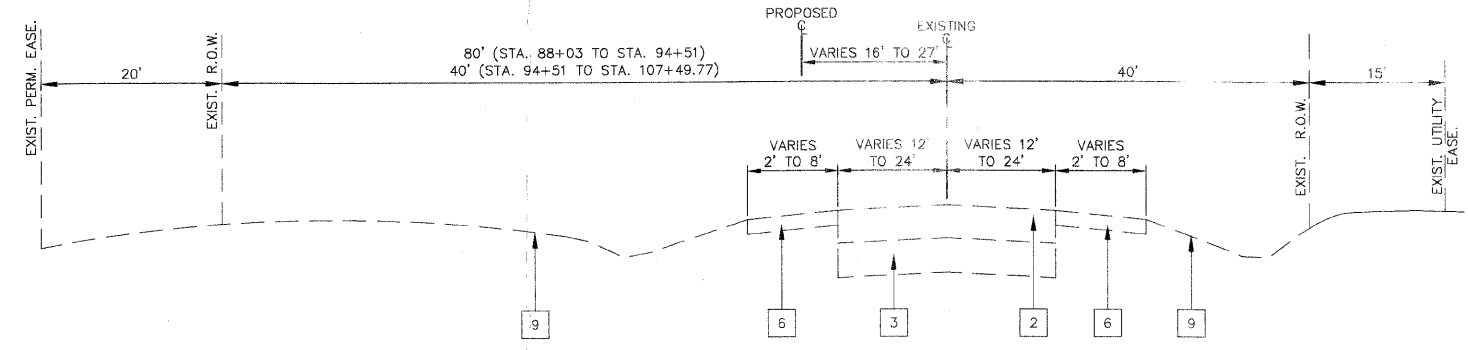 PROPOSED
℄
EXISTING
℄
EXIST. PERM. EASE.
EXIST. R.O.W.
80' (STA. 88+03 TO STA. 94+51)
40' (STA. 94+51 TO STA. 107+49.77)
VARIES 16' TO 27'
20'
40'
15'
EXIST. R.O.W.
EXIST. UTILITY
EASE.
VARIES
2' TO 8'
VARIES 12'
TO 24'
VARIES 12'
TO 24'
VARIES
2' TO 8'
9
6
3
2
6
9